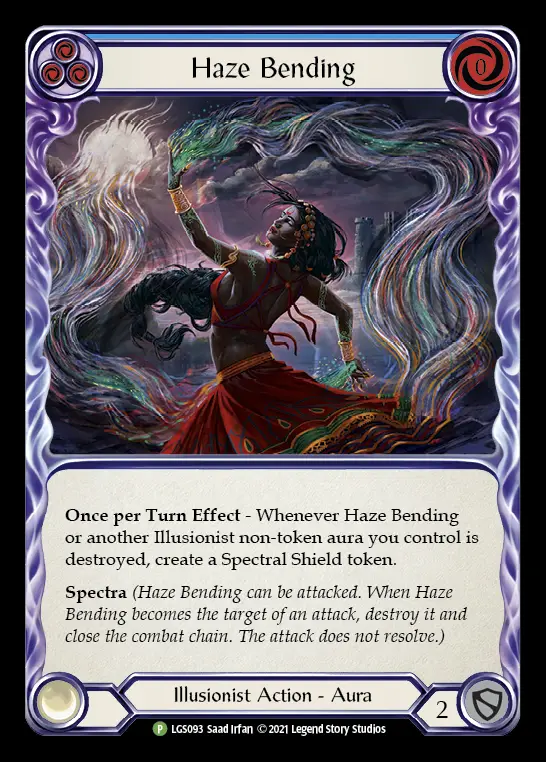 Haze Bending
0
Once per Turn Effect - Whenever Haze Bending
or another Illusionist non-token aura you control is
destroyed, create a Spectral Shield token.
Spectra (Haze Bending can be attacked. When Haze
Bending becomes the target of an attack, destroy it and
close the combat chain. The attack does not resolve.)
Illusionist Action - Aura
2
P LGS093 Saad Irfan © 2021 Legend Story Studios